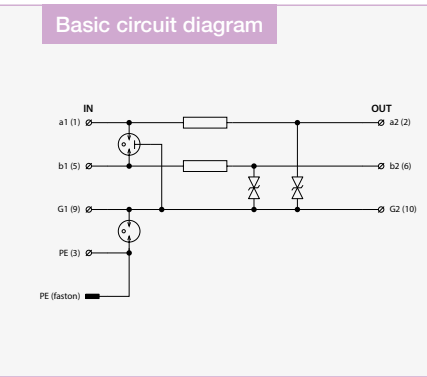 Basic circuit diagram
IN OUT
a1 (1) a2 (2)
b1 (5) b2 (6)
G1 (9) G2 (10)
PE (3)
PE (faston)